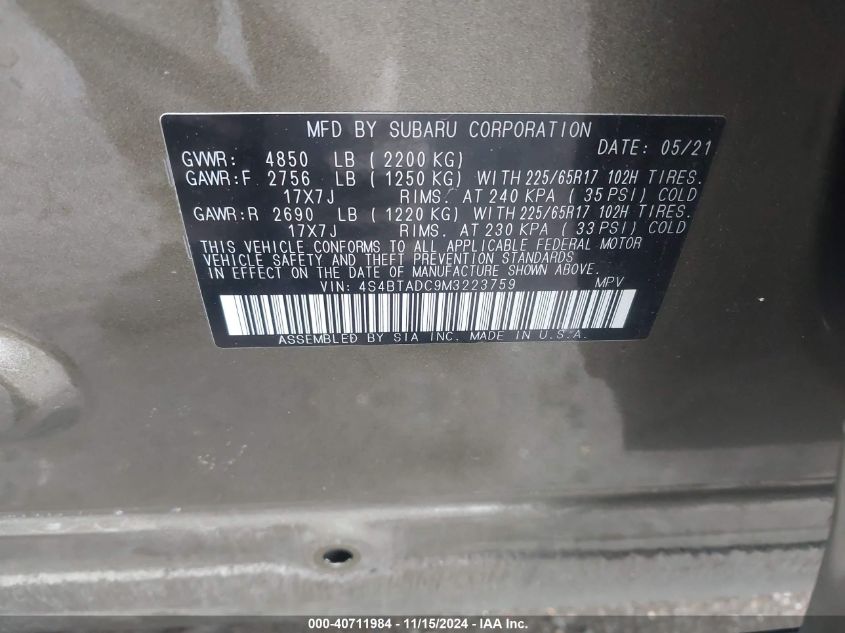 MFD BY SUBARU CORPORATION
DATE: 05/21
GVWR: 4850 LB ( 2200 KG)
GAWR:F 2756 LB ( 1250 KG) WITH 225/65R17 102H TIRES.
17X7J RIMS. AT 240 KPA ( 35 PSI) COLD
GAWR:R 2690 LB ( 1220 KG) WITH 225/65R17 102H TIRES.
17X7J RIMS. AT 230 KPA ( 33 PSI) COLD
THIS VEHICLE CONFORMS TO ALL APPLICABLE FEDERAL MOTOR
VEHICLE SAFETY AND THEFT PREVENTION STANDARDS
IN EFFECT ON THE DATE OF MANUFACTURE SHOWN ABOVE.
VIN: 4S4BTADC9M3223759 MPV
ASSEMBLED BY SIA INC. MADE IN U.S.A.
000-40711984 - 11/15/2024 - IAA Inc.